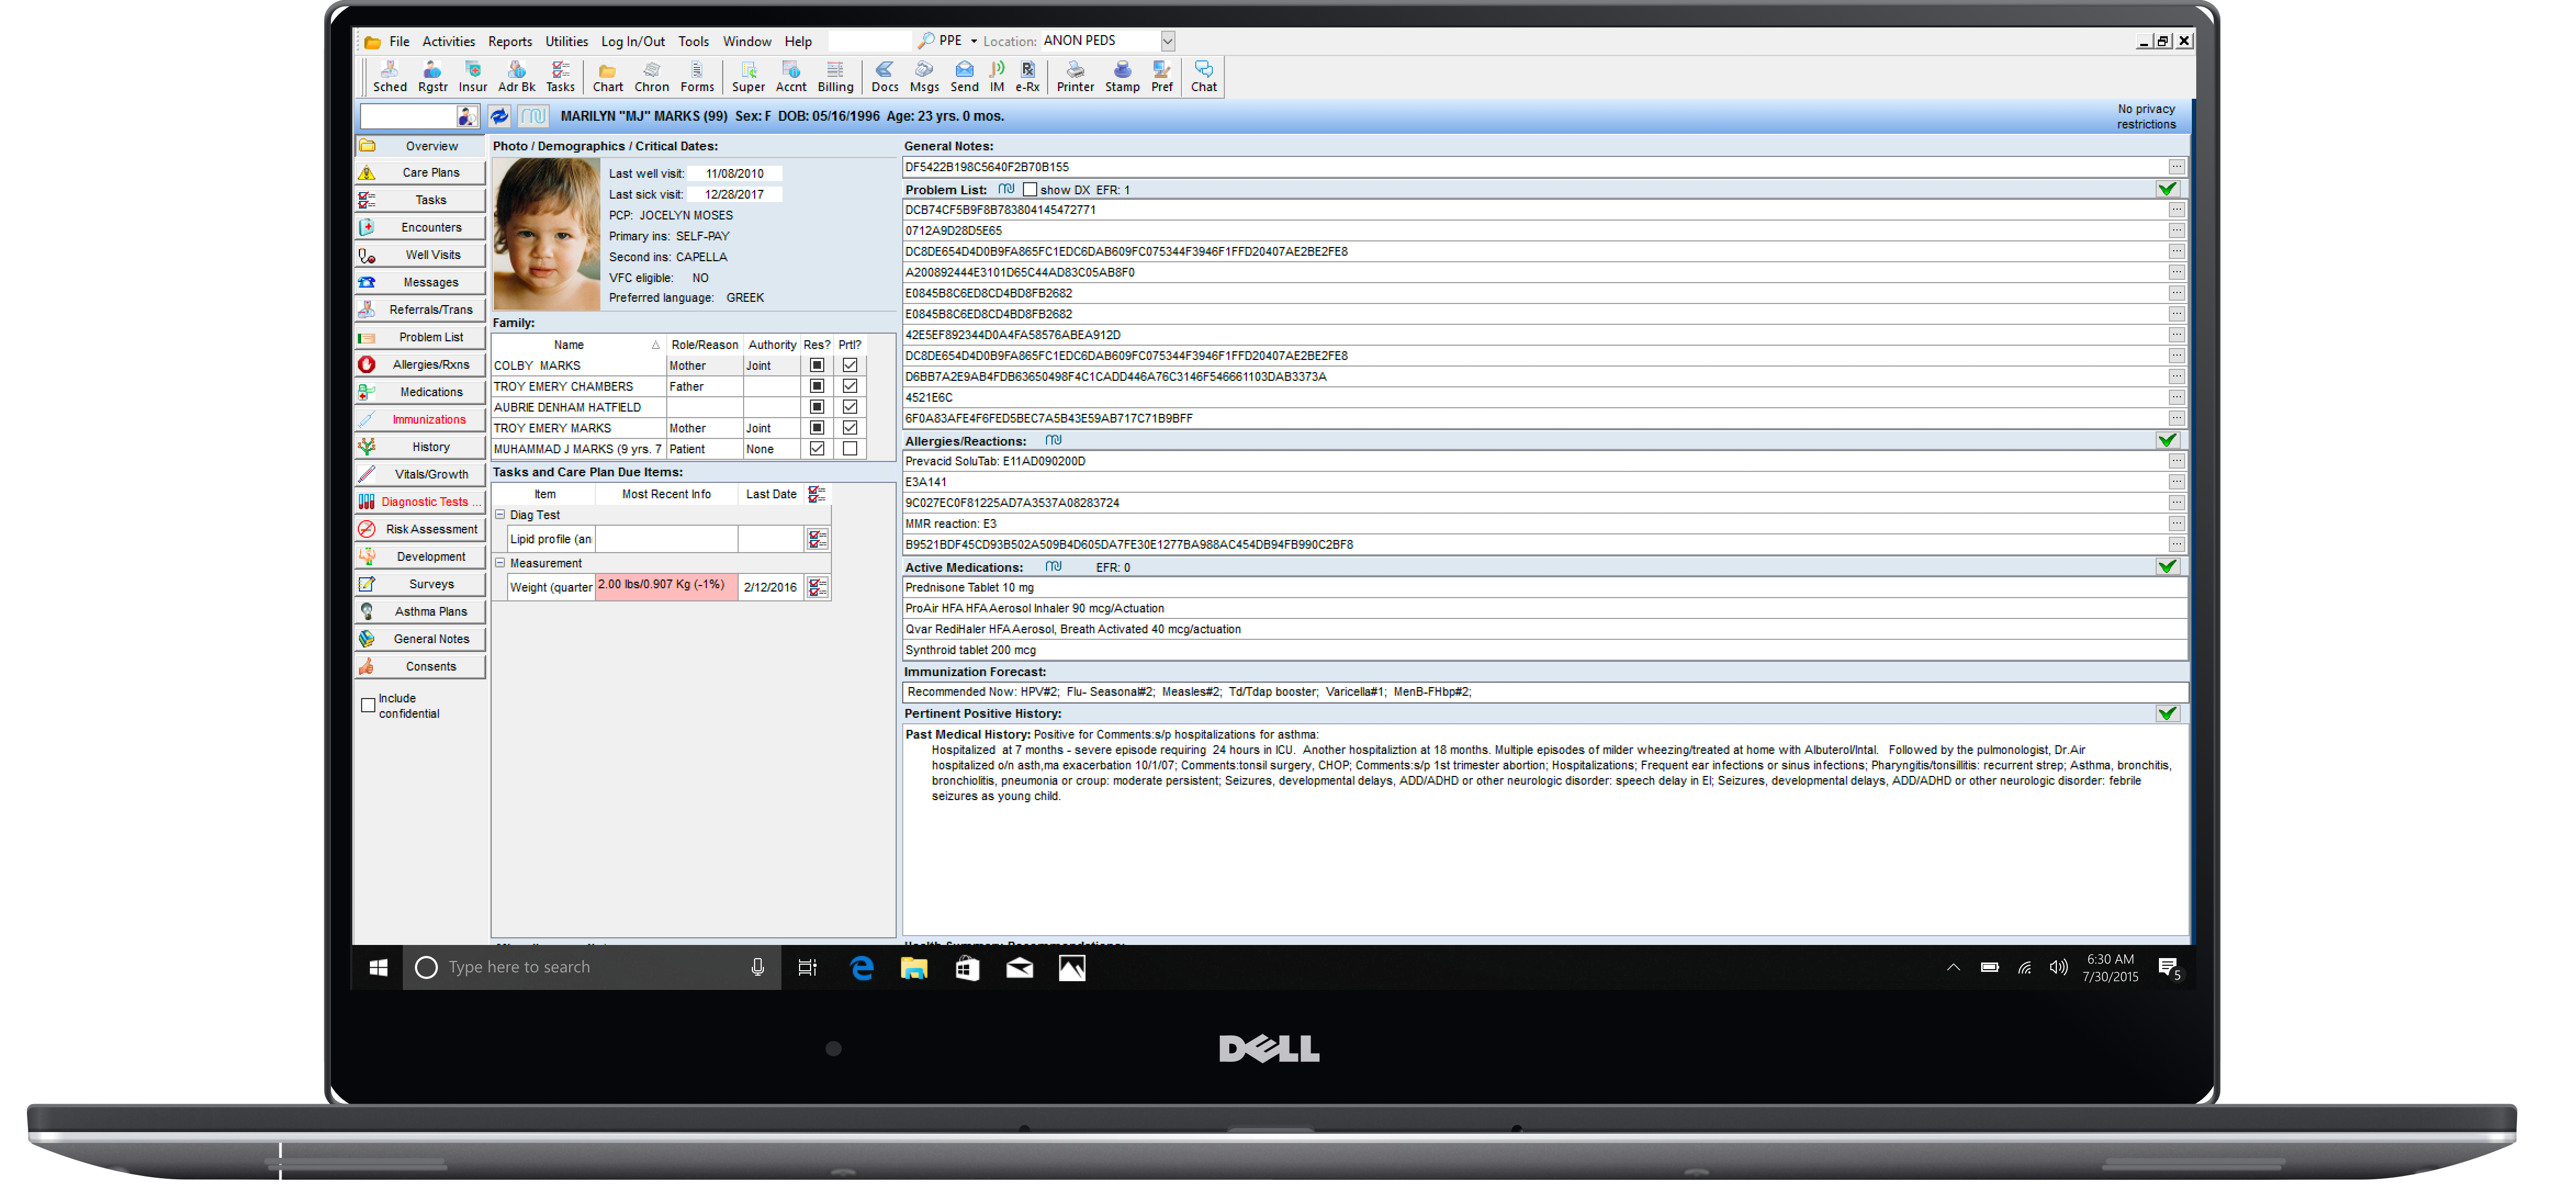 File Activities Reports Utilities Log In/Out Tools Window Help PPE Location: ANON PEDS
Sched Rgstr Insur Adr Bk Tasks Chart Chron Forms Super Accnt Billing Docs Msgs Send IM e-Rx Printer Stamp Pref Chat
MARILYN "MJ" MARKS (99) Sex: F DOB: 05/16/1996 Age: 23 yrs. 0 mos.
No privacy
restrictions
Overview
Care Plans
Tasks
Encounters
Well Visits
Messages
Referrals/Trans
Problem List
Allergies/Rxns
Medications
Immunizations
History
Vitals/Growth
Diagnostic Tests ...
Risk Assessment
Development
Surveys
Asthma Plans
General Notes
Consents
Include
confidential
Photo / Demographics / Critical Dates:
Last well visit: 11/08/2010
Last sick visit: 12/28/2017
PCP: JOCELYN MOSES
Primary ins: SELF-PAY
Second ins: CAPELLA
VFC eligible: NO
Preferred language: GREEK
Family:
Name Role/Reason Authority Res? Prtl?
COLBY MARKS Mother Joint
TROY EMERY CHAMBERS Father
AUBRIE DENHAM HATFIELD
TROY EMERY MARKS Mother Joint
MUHAMMAD J MARKS (9 yrs. 7 Patient None
Tasks and Care Plan Due Items:
Item Most Recent Info Last Date
Diag Test
Lipid profile (an
Measurement
Weight (quarter 2.00 lbs/0.907 Kg (-1%) 2/12/2016
General Notes:
DF5422B198C5640F2B70B155
Problem List: show DX EFR: 1
DCB74CF5B9F8B783804145472771
0712A9D28D5E65
DC8DE654D4D0B9FA865FC1EDC6DAB609FC075344F3946F1FFD20407AE2BE2FE8
A200892444E3101D65C44AD83C05AB8F0
E0845B8C6ED8CD4BD8FB2682
E0845B8C6ED8CD4BD8FB2682
42E5EF892344D0A4FA58576ABEA912D
DC8DE654D4D0B9FA865FC1EDC6DAB609FC075344F3946F1FFD20407AE2BE2FE8
D6BB7A2E9AB4FDB63650498F4C1CADD446A76C3146F546661103DAB3373A
4521E6C
6F0A83AFE4F6FED5BEC7A5B43E59AB717C71B9BFF
Allergies/Reactions:
Prevacid SoluTab: E11AD090200D
E3A141
9C027EC0F81225AD7A3537A08283724
MMR reaction: E3
B9521BDF45CD93B502A509B4D605DA7FE30E1277BA988AC454DB94FB990C2BF8
Active Medications: EFR: 0
Prednisone Tablet 10 mg
ProAir HFA HFA Aerosol Inhaler 90 mcg/Actuation
Qvar RediHaler HFA Aerosol, Breath Activated 40 mcg/actuation
Synthroid tablet 200 mcg
Immunization Forecast:
Recommended Now: HPV#2; Flu- Seasonal#2; Measles#2; Td/Tdap booster; Varicella#1; MenB-FHbp#2;
Pertinent Positive History:
Past Medical History: Positive for Comments:s/p hospitalizations for asthma:
Hospitalized at 7 months - severe episode requiring 24 hours in ICU. Another hospitaliztion at 18 months. Multiple episodes of milder wheezing/treated at home with Albuterol/Intal. Followed by the pulmonologist, Dr.Air
hospitalized o/n asth,ma exacerbation 10/1/07; Comments:tonsil surgery, CHOP; Comments:s/p 1st trimester abortion; Hospitalizations; Frequent ear infections or sinus infections; Pharyngitis/tonsillitis: recurrent strep; Asthma, bronchitis,
bronchiolitis, pneumonia or croup: moderate persistent; Seizures, developmental delays, ADD/ADHD or other neurologic disorder: speech delay in EI; Seizures, developmental delays, ADD/ADHD or other neurologic disorder: febrile
seizures as young child.
Health Summary Recommendations:
Type here to search
6:30 AM
7/30/2015
5
DELL